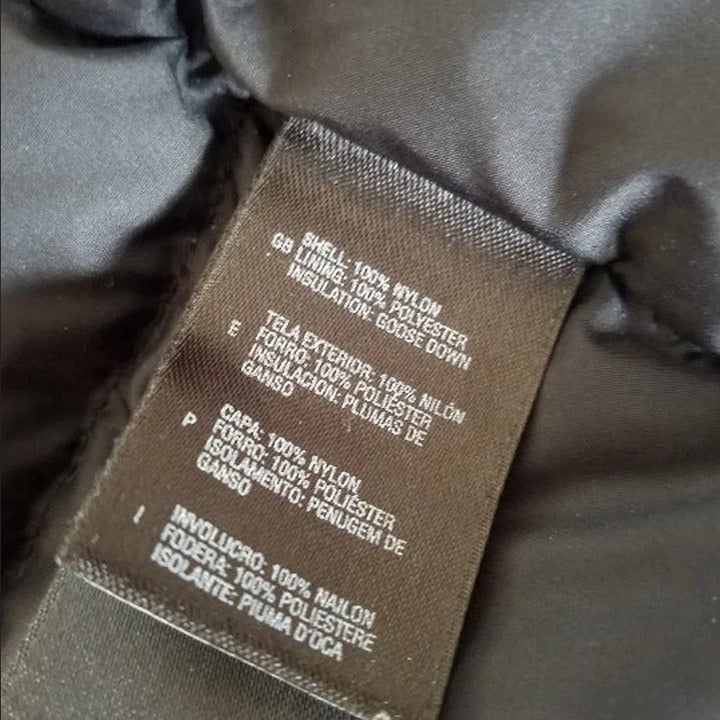 SHELL: 100% NYLON
GB LINING: 100% POLYESTER
INSULATION: GOOSE DOWN
E TELA EXTERIOR: 100% NILÓN
FORRO: 100% POLIÉSTER
INSULACIÓN: PLUMAS DE
GANSO
P CAPA: 100% NYLON
FORRO: 100% POLIÉSTER
ISOLAMENTO: PENUGEM DE
GANSO
I INVOLUCRO: 100% NAILON
FODERA: 100% POLIESTERE
ISOLANTE: PIUMA D'OCA